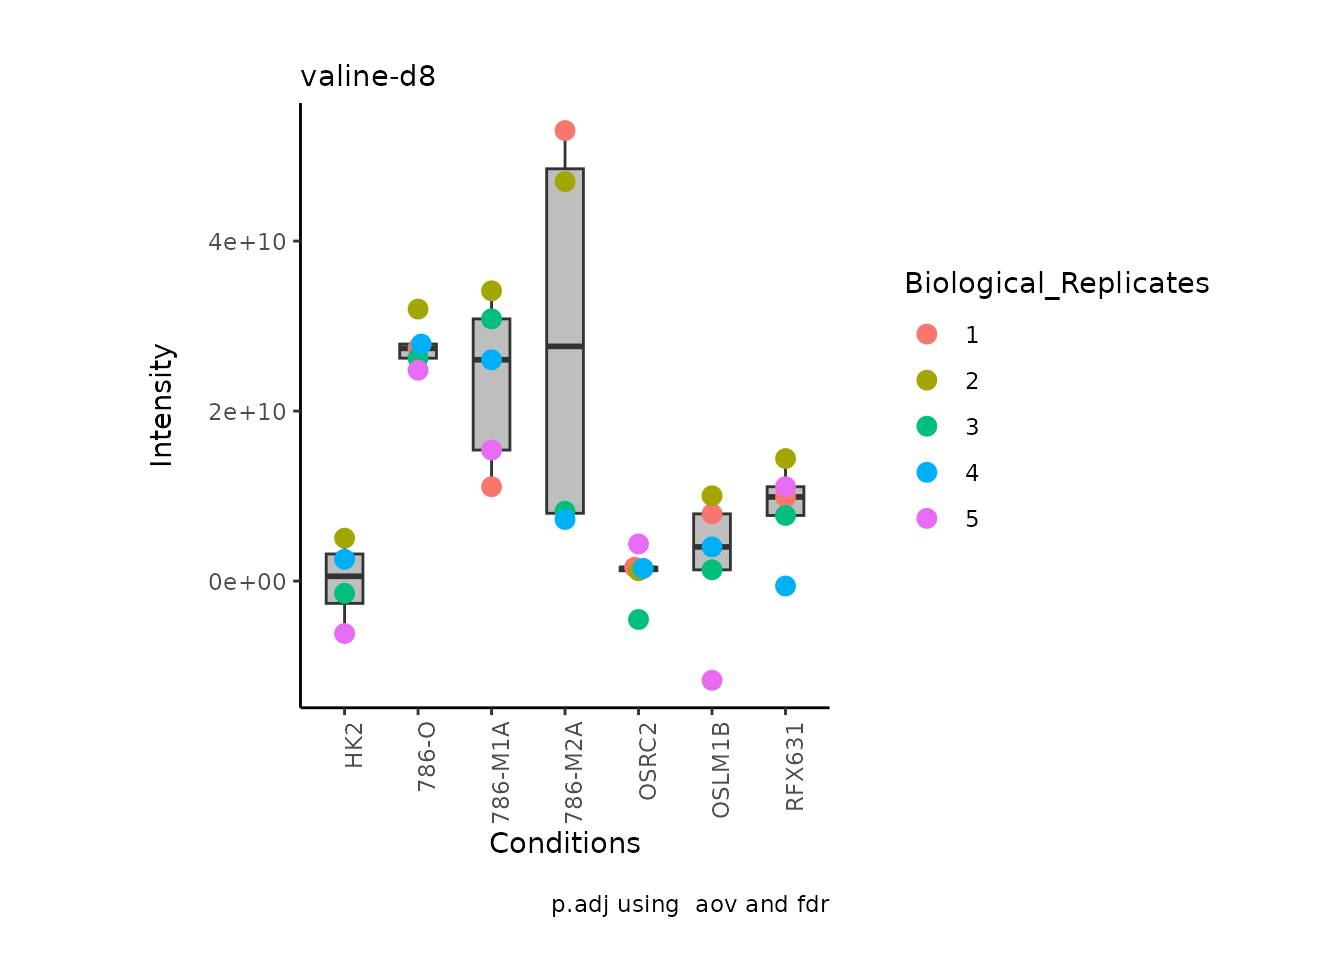 valine-d8
Intensity
4e+10
2e+10
0e+00
HK2
786-O
786-M1A
786-M2A
OSRC2
OSLM1B
RFX631
Conditions
Biological_Replicates
1
2
3
4
5
p.adj using  aov and fdr